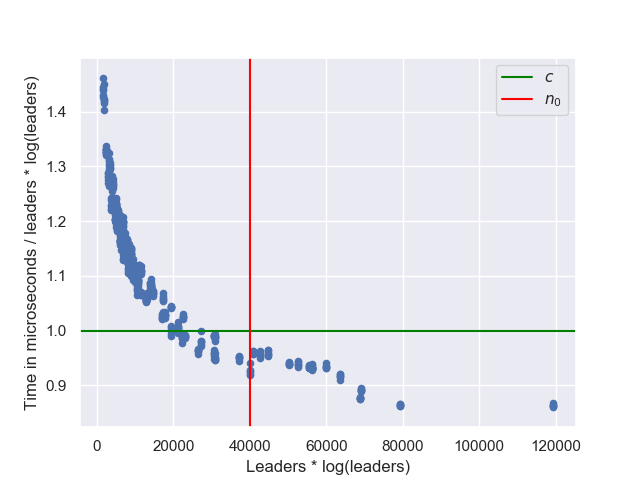 c
n₀
1.4
1.3
1.2
1.1
1.0
0.9
0 20000 40000 60000 80000 100000 120000
Leaders * log(leaders)
Time in microseconds / leaders * log(leaders)